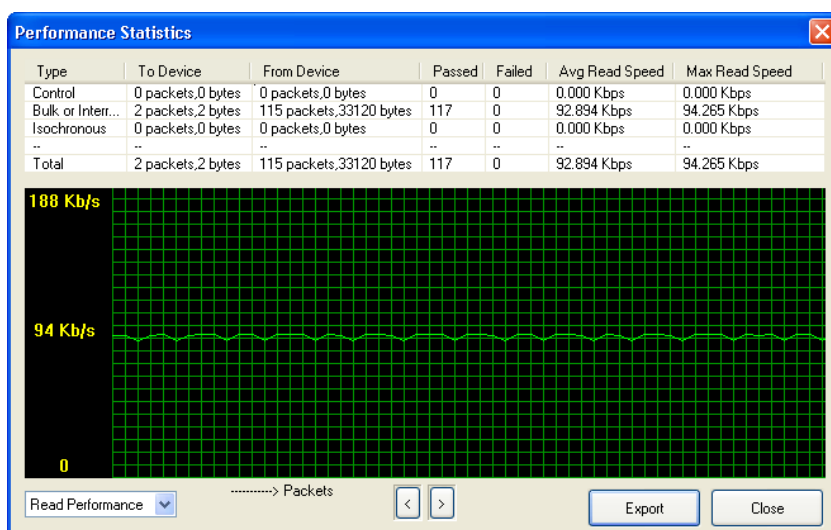 Performance Statistics
Type To Device From Device Passed Failed Avg Read Speed Max Read Speed
Control 0 packets,0 bytes 0 packets,0 bytes 0 0 0.000 Kbps 0.000 Kbps
Bulk or Interr... 2 packets,2 bytes 115 packets,33120 bytes 117 0 92.894 Kbps 94.265 Kbps
Isochronous 0 packets,0 bytes 0 packets,0 bytes 0 0 0.000 Kbps 0.000 Kbps
-- -- -- -- -- -- --
Total 2 packets,2 bytes 115 packets,33120 bytes 117 0 92.894 Kbps 94.265 Kbps
188 Kb/s
94 Kb/s
0
Read Performance ----------> Packets < > Export Close